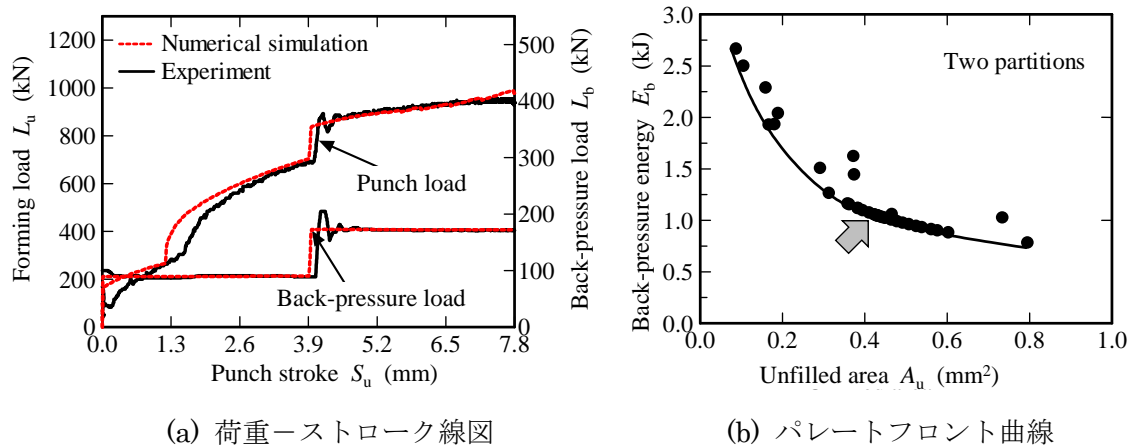 1200
1000
800
600
400
200
0
Forming load Lu (kN)
Numerical simulation
Experiment
Punch load
Back-pressure load
500
400
300
200
100
0
Back-pressure load Lb (kN)
0.0 1.3 2.6 3.9 5.2 6.5 7.8
Punch stroke Su (mm)
(a) 荷重－ストローク線図
3.0
2.5
2.0
1.5
1.0
0.5
0.0
Back-pressure energy Eb (kJ)
Two partitions
0.0 0.2 0.4 0.6 0.8 1.0
Unfilled area Au (mm²)
(b) パレートフロント曲線